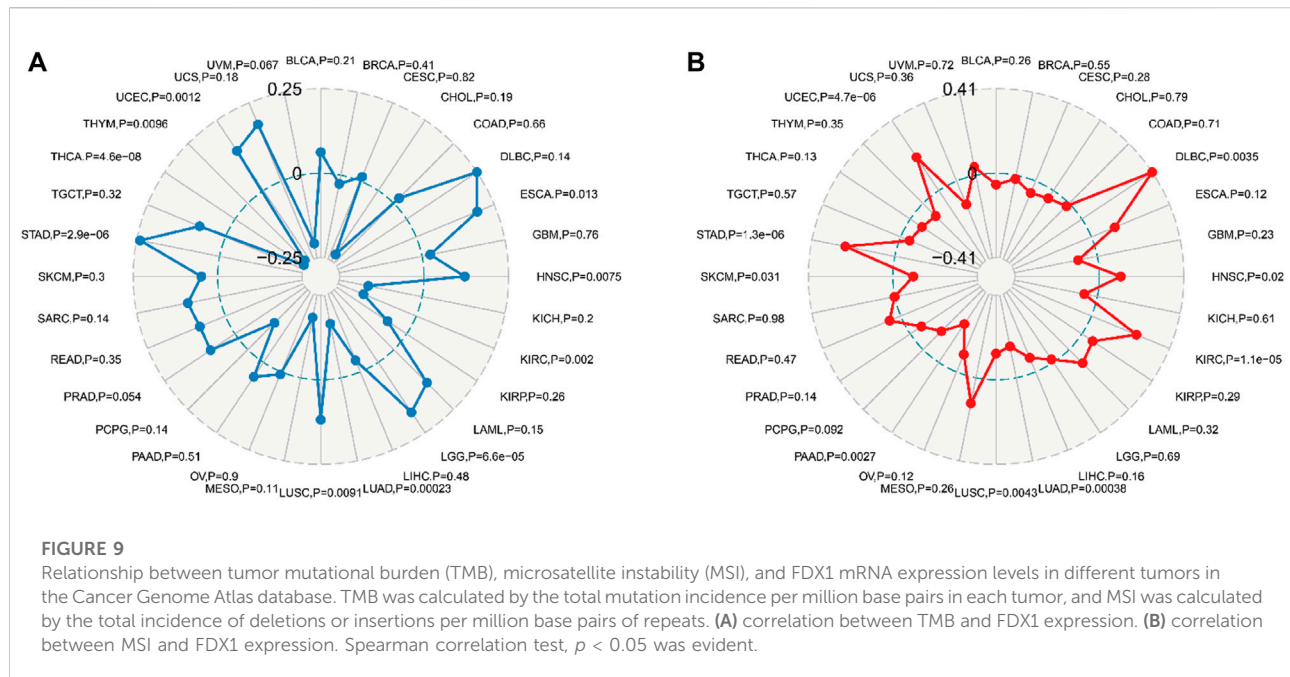 A
BLCA,P=0.21
BRCA,P=0.41
CESC,P=0.82
CHOL,P=0.19
COAD,P=0.66
DLBC,P=0.14
ESCA,P=0.013
GBM,P=0.76
HNSC,P=0.0075
KICH,P=0.2
KIRC,P=0.002
KIRP,P=0.26
LAML,P=0.15
LGG,P=6.6e−05
LIHC,P=0.48
LUAD,P=0.00023
LUSC,P=0.0091
MESO,P=0.11
OV,P=0.9
PAAD,P=0.51
PCPG,P=0.14
PRAD,P=0.054
READ,P=0.35
SARC,P=0.14
SKCM,P=0.3
STAD,P=2.9e−06
TGCT,P=0.32
THCA,P=4.6e−08
THYM,P=0.0096
UCEC,P=0.0012
UCS,P=0.18
UVM,P=0.067
0.25
0
−0.25
B
BLCA,P=0.26
BRCA,P=0.55
CESC,P=0.28
CHOL,P=0.79
COAD,P=0.71
DLBC,P=0.0035
ESCA,P=0.12
GBM,P=0.23
HNSC,P=0.02
KICH,P=0.61
KIRC,P=1.1e−05
KIRP,P=0.29
LAML,P=0.32
LGG,P=0.69
LIHC,P=0.16
LUAD,P=0.00038
LUSC,P=0.0043
MESO,P=0.26
OV,P=0.12
PAAD,P=0.0027
PCPG,P=0.092
PRAD,P=0.14
READ,P=0.47
SARC,P=0.98
SKCM,P=0.031
STAD,P=1.3e−06
TGCT,P=0.57
THCA,P=0.13
THYM,P=0.35
UCEC,P=4.7e−06
UCS,P=0.36
UVM,P=0.72
0.41
0
−0.41
FIGURE 9
Relationship between tumor mutational burden (TMB), microsatellite instability (MSI), and FDX1 mRNA expression levels in different tumors in
the Cancer Genome Atlas database. TMB was calculated by the total mutation incidence per million base pairs in each tumor, and MSI was calculated
by the total incidence of deletions or insertions per million base pairs of repeats. (A) correlation between TMB and FDX1 expression. (B) correlation
between MSI and FDX1 expression. Spearman correlation test, p < 0.05 was evident.